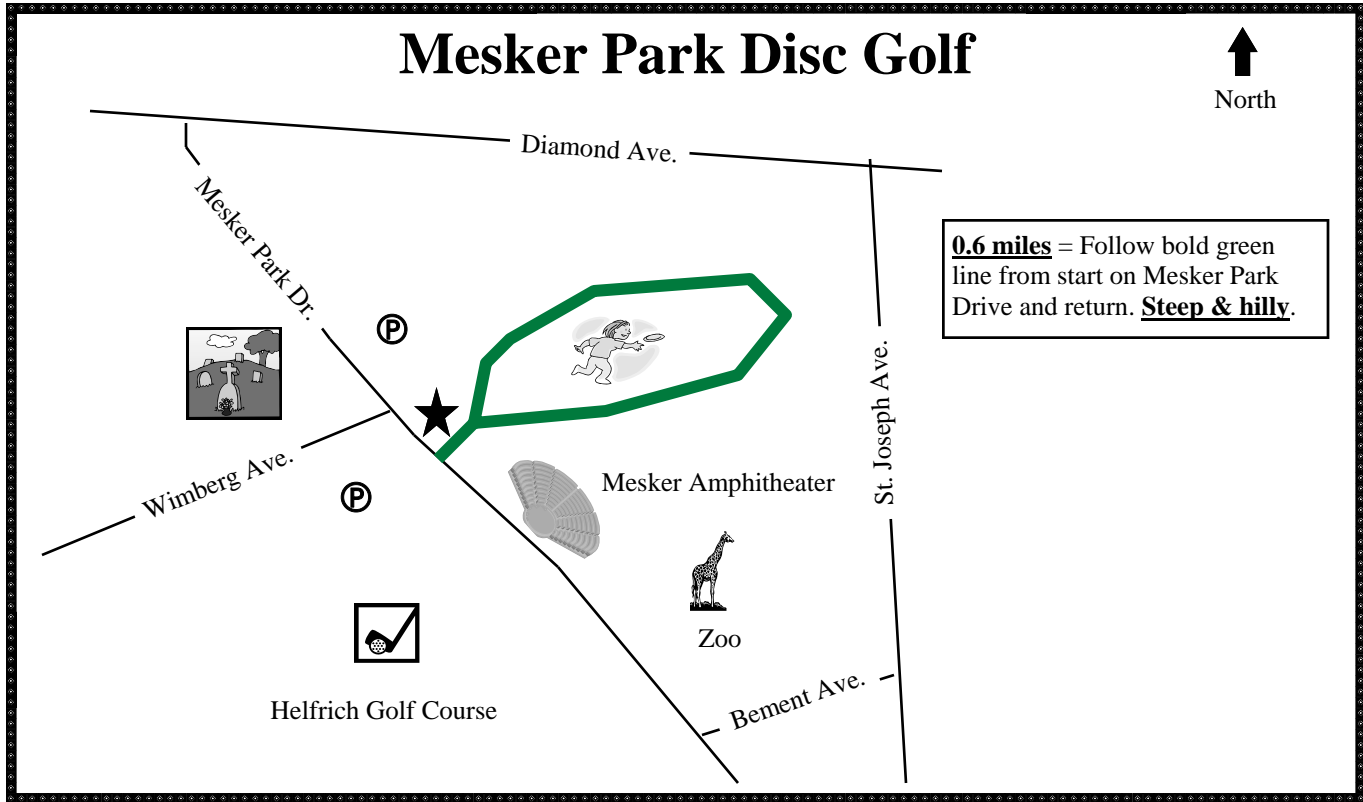 Mesker Park Disc Golf
North
Diamond Ave.
Mesker Park Dr.
0.6 miles = Follow bold green
line from start on Mesker Park
Drive and return. Steep & hilly.
P
St. Joseph Ave.
Wimberg Ave.
P
Mesker Amphitheater
Zoo
Bement Ave.
Helfrich Golf Course